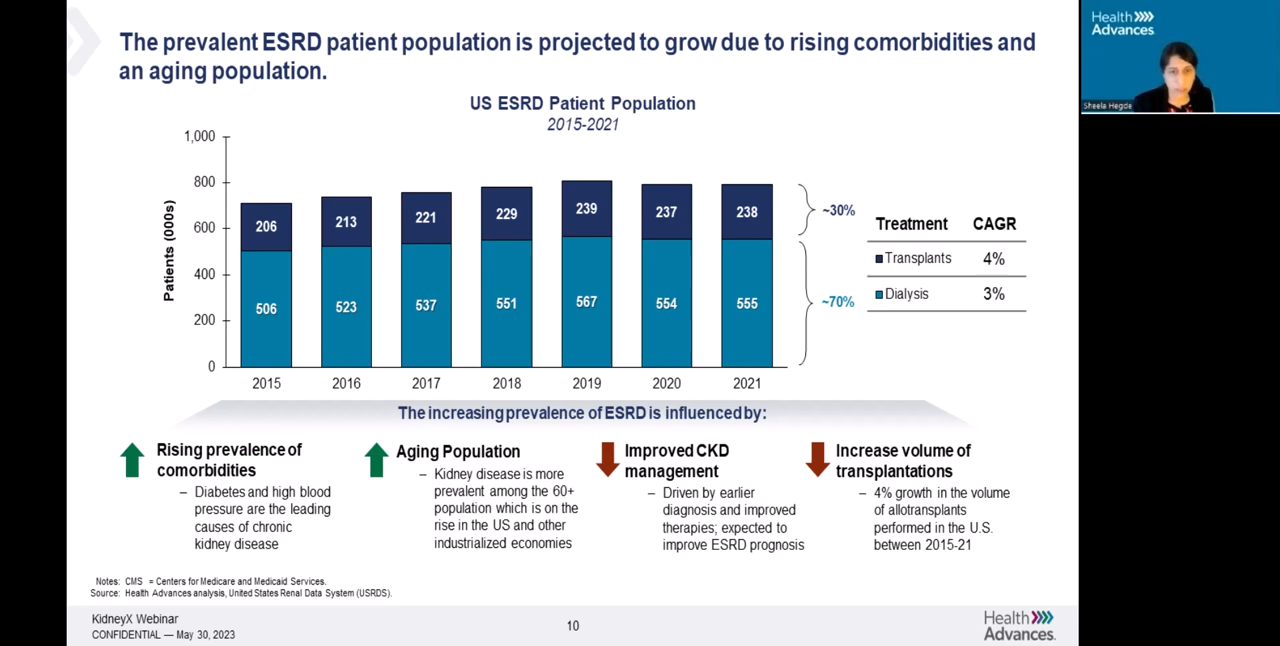 The prevalent ESRD patient population is projected to grow due to rising comorbidities and
an aging population.
US ESRD Patient Population
2015-2021
Patients (000s)
1,000
800
600
400
200
0
206
213
221
229
239
237
238
506
523
537
551
567
554
555
2015
2016
2017
2018
2019
2020
2021
~30%
~70%
Treatment CAGR
Transplants 4%
Dialysis 3%
The increasing prevalence of ESRD is influenced by:
Rising prevalence of
comorbidities
– Diabetes and high blood
pressure are the leading
causes of chronic
kidney disease
Aging Population
– Kidney disease is more
prevalent among the 60+
population which is on the
rise in the US and other
industrialized economies
Improved CKD
management
– Driven by earlier
diagnosis and improved
therapies; expected to
improve ESRD prognosis
Increase volume of
transplantations
– 4% growth in the volume
of allotransplants
performed in the U.S.
between 2015-21
Notes: CMS = Centers for Medicare and Medicaid Services.
Source: Health Advances analysis, United States Renal Data System (USRDS).
KidneyX Webinar
CONFIDENTIAL — May 30, 2023
10
Health
Advances.
Health
Advances
Sheela Hegde